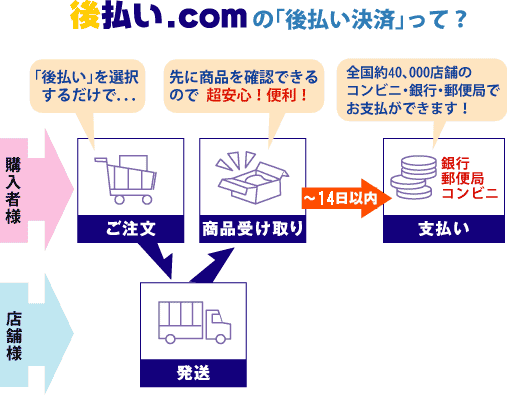 後払い.comの「後払い決済」って？
「後払い」を選択
するだけで...
先に商品を確認できる
ので 超安心！便利！
全国約40、000店舗の
コンビニ・銀行・郵便局で
お支払ができます！
購入者様
ご注文
商品受け取り
～14日以内
銀行
郵便局
コンビニ
支払い
店舗様
発送